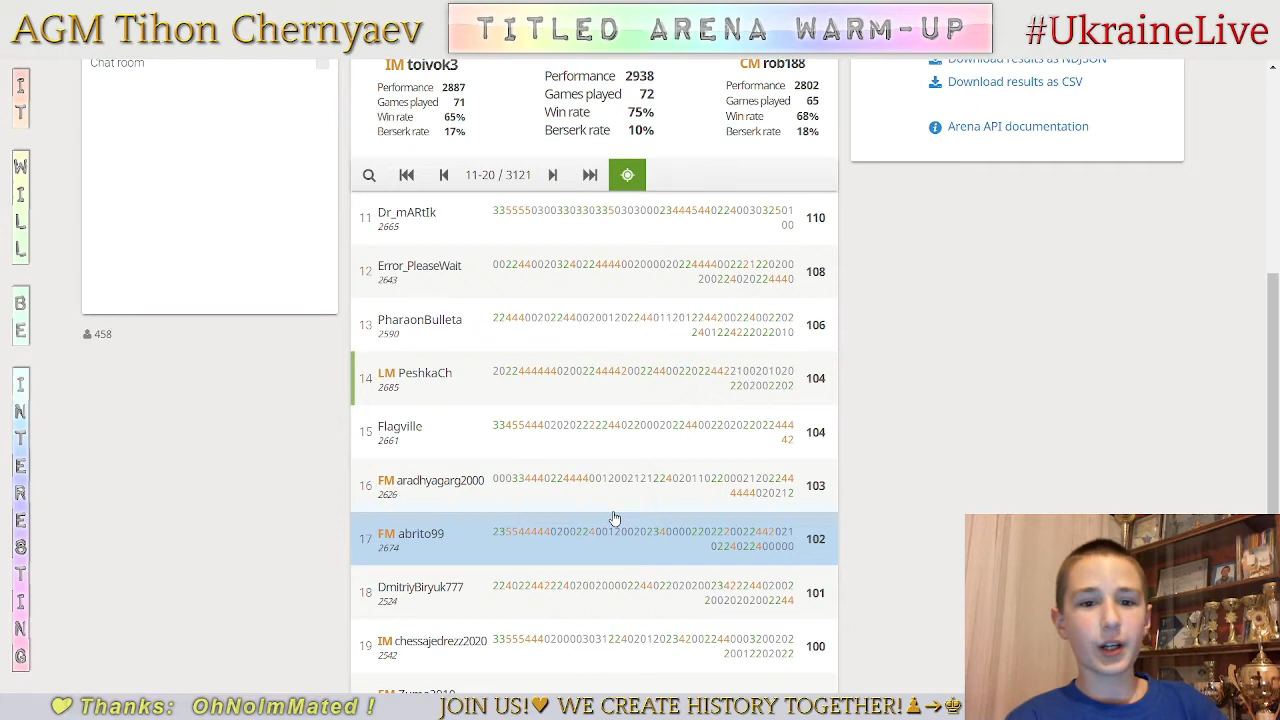 AGM Tihon Chernyaev
TITLED ARENA WARM-UP
#UkraineLive
IT
WILL
BE
INTERESTING
Chat room
458
IM toivok3
Performance 2887
Games played 71
Win rate 65%
Berserk rate 17%
Performance 2938
Games played 72
Win rate 75%
Berserk rate 10%
CM rob188
Performance 2802
Games played 65
Win rate 68%
Berserk rate 18%
Download results as NDJSON
Download results as CSV
Arena API documentation
11-20 / 3121
11 Dr_mARtIk 2665 110
12 Error_PleaseWait 2643 108
13 PharaonBulleta 2590 106
14 LM PeshkaCh 2685 104
15 Flagville 2661 104
16 FM aradhyagarg2000 2626 103
17 FM abrito99 2674 102
18 DmitriyBiryuk777 2524 101
19 IM chessajedrezz2020 2542 100
Thanks: OhNoImMated !
JOIN US! WE CREATE HISTORY TOGETHER!